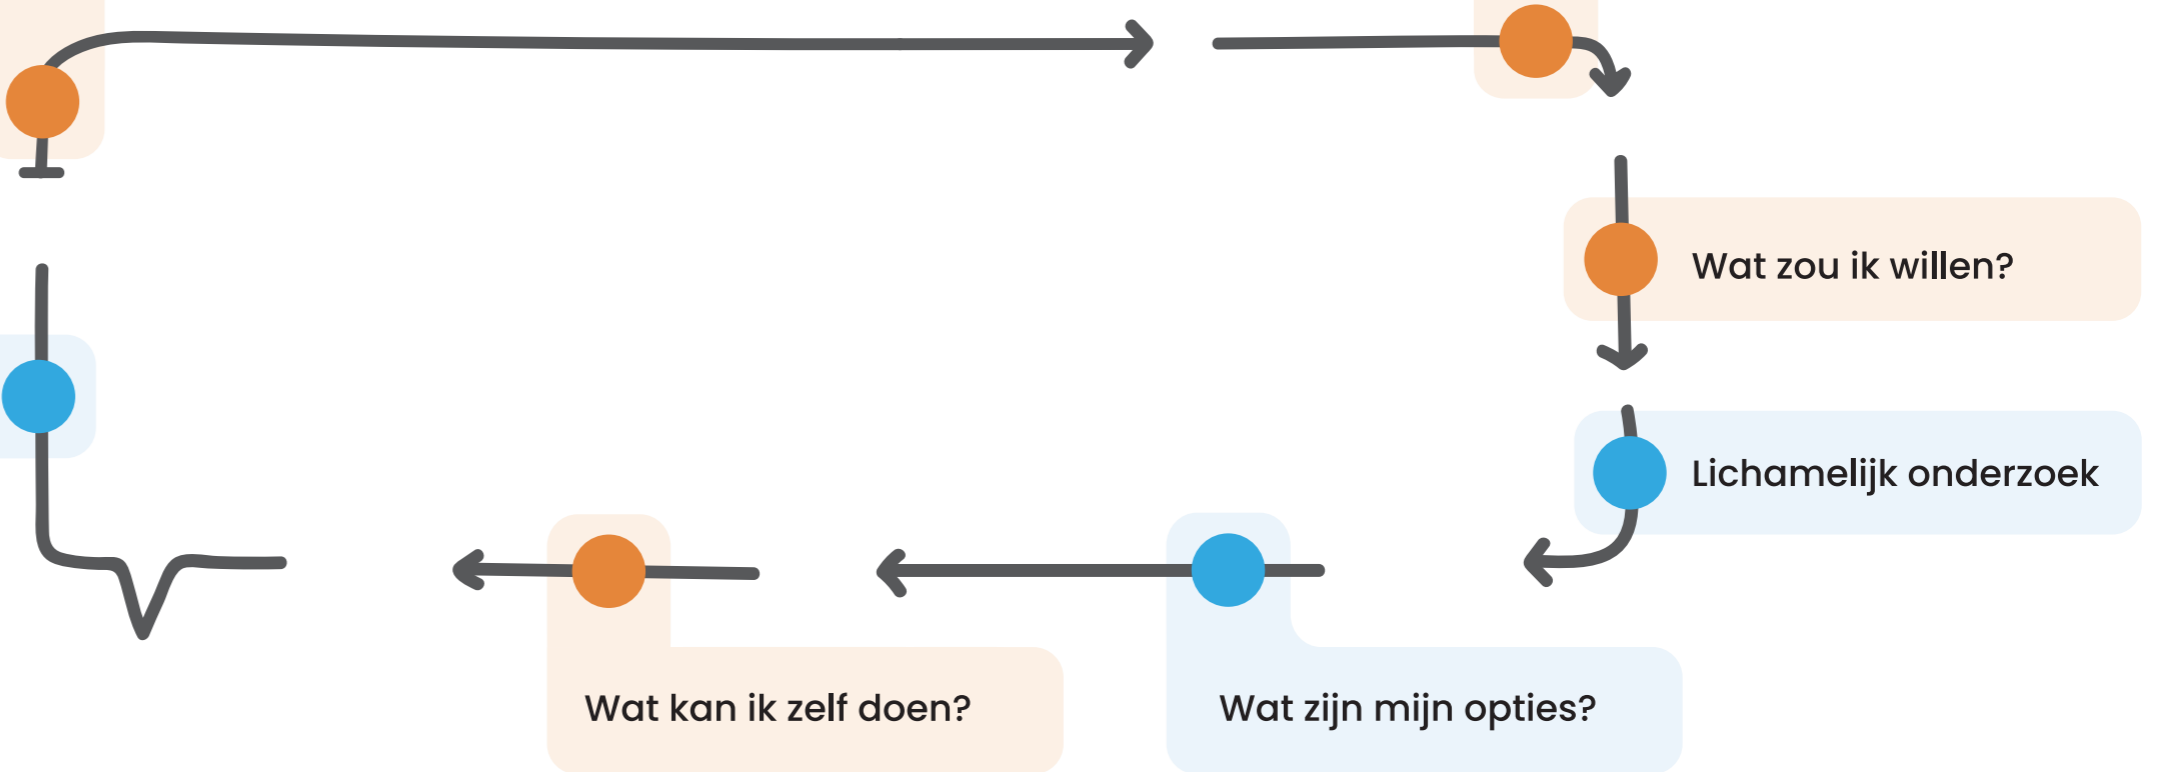 Wat zou ik willen?
Lichamelijk onderzoek
Wat kan ik zelf doen?
Wat zijn mijn opties?